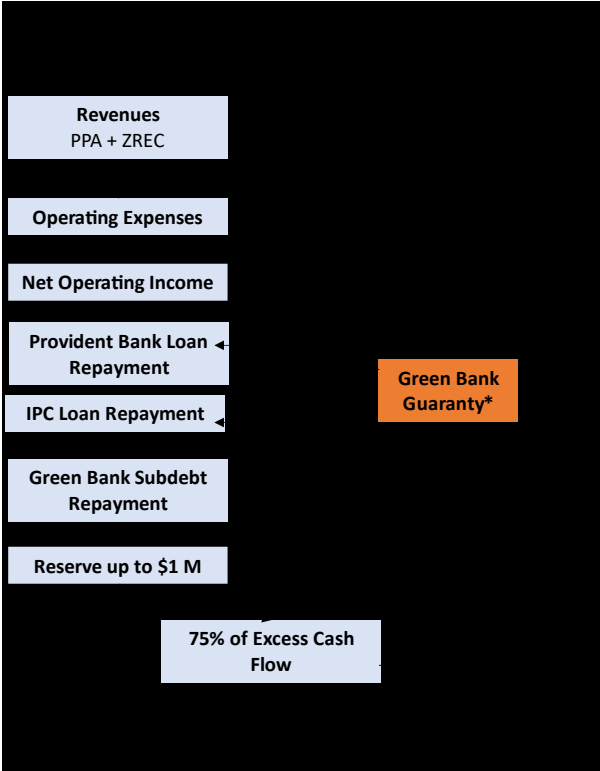 Revenues
PPA + ZREC
Operating Expenses
Net Operating Income
Provident Bank Loan
Repayment
Green Bank
Guaranty*
IPC Loan Repayment
Green Bank Subdebt
Repayment
Reserve up to $1 M
75% of Excess Cash
Flow